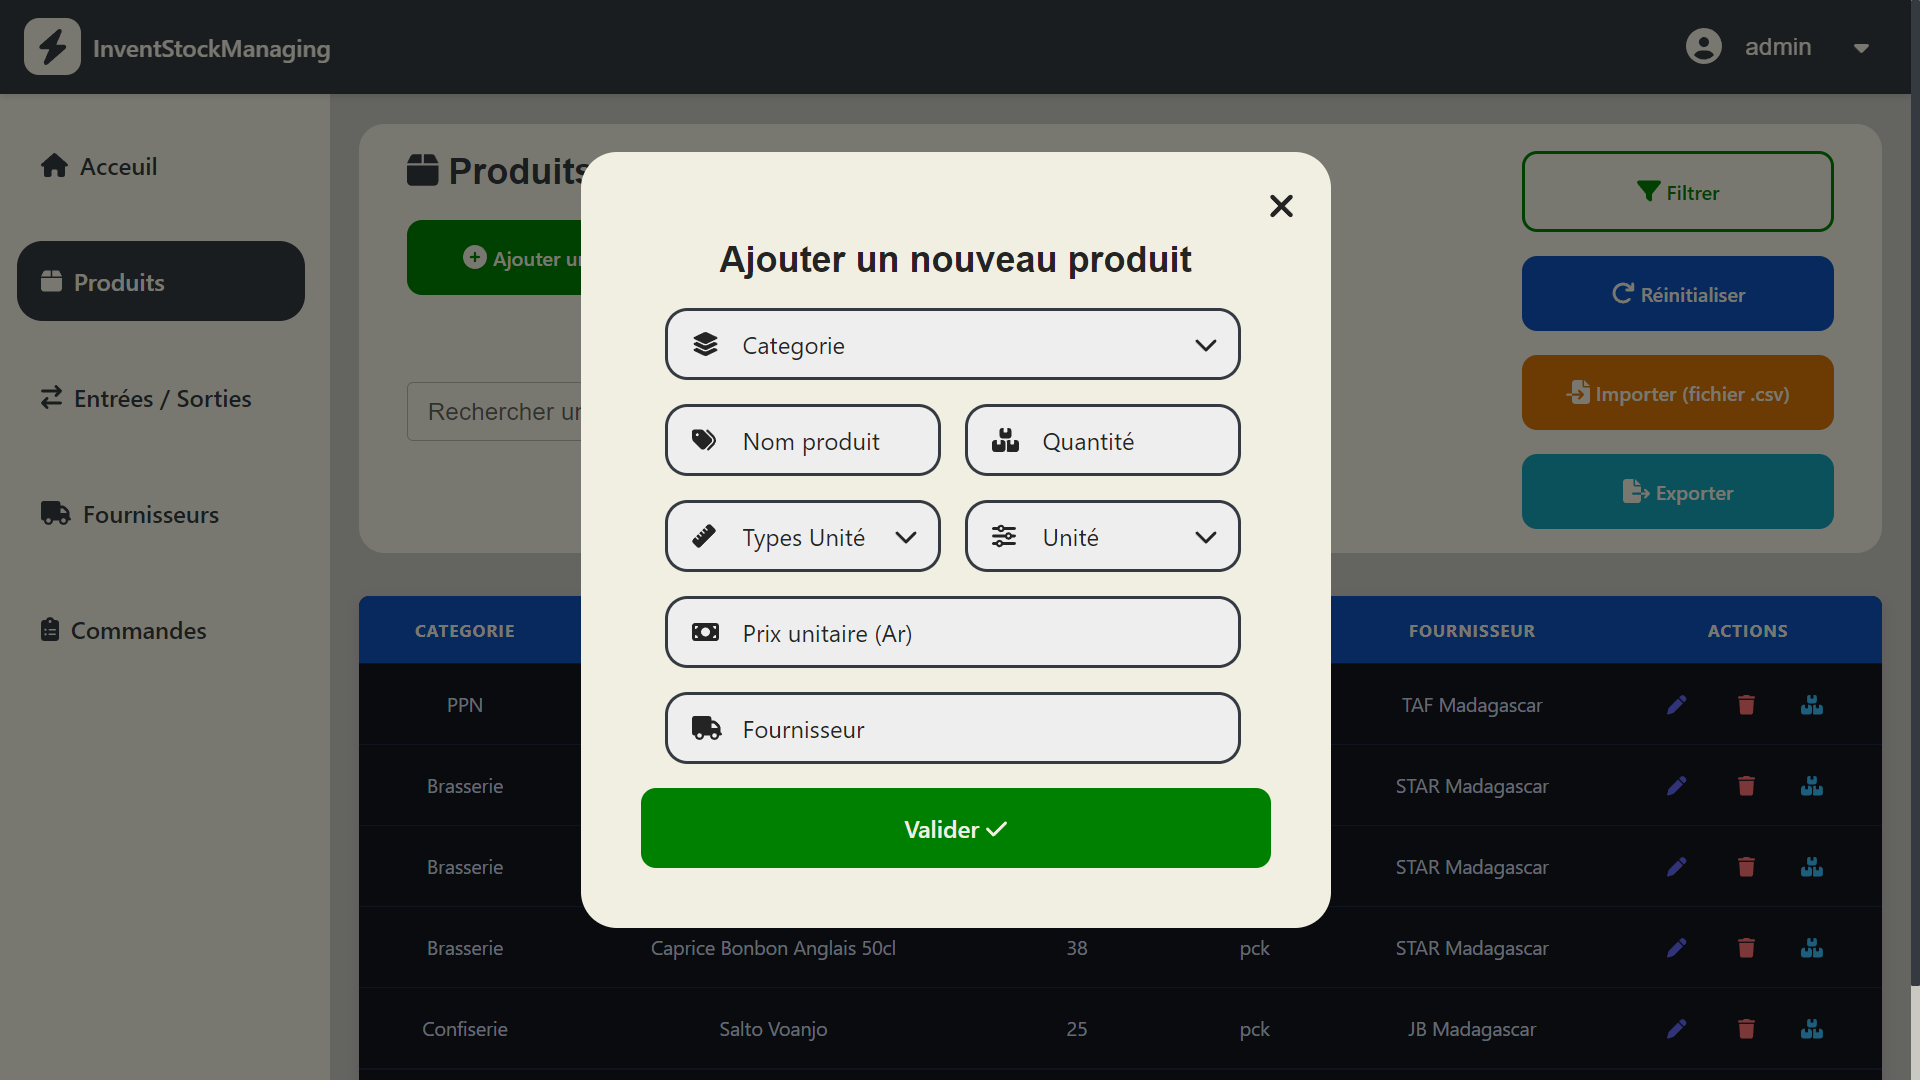 InventStockManaging
admin
Acceuil
Produits
Entrées / Sorties
Fournisseurs
Commandes
Produits
Ajouter
Rechercher
Filtrer
Réinitialiser
Importer (fichier .csv)
Exporter
Ajouter un nouveau produit
Categorie
Nom produit
Quantité
Types Unité
Unité
Prix unitaire (Ar)
Fournisseur
Valider
CATEGORIE
FOURNISSEUR
ACTIONS
PPN
TAF Madagascar
Brasserie
STAR Madagascar
Brasserie
STAR Madagascar
Brasserie
Caprice Bonbon Anglais 50cl
38
pck
STAR Madagascar
Confiserie
Salto Voanjo
25
pck
JB Madagascar